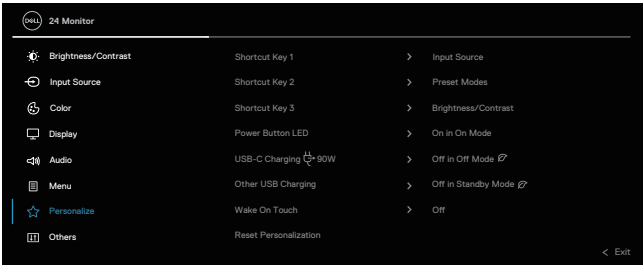 DELL 24 Monitor
Brightness/Contrast Shortcut Key 1 > Input Source
Input Source Shortcut Key 2 > Preset Modes
Color Shortcut Key 3 > Brightness/Contrast
Display Power Button LED > On in On Mode
Audio USB-C Charging 90W > Off in Off Mode
Menu Other USB Charging > Off in Standby Mode
Personalize Wake On Touch > Off
Others Reset Personalization
< Exit